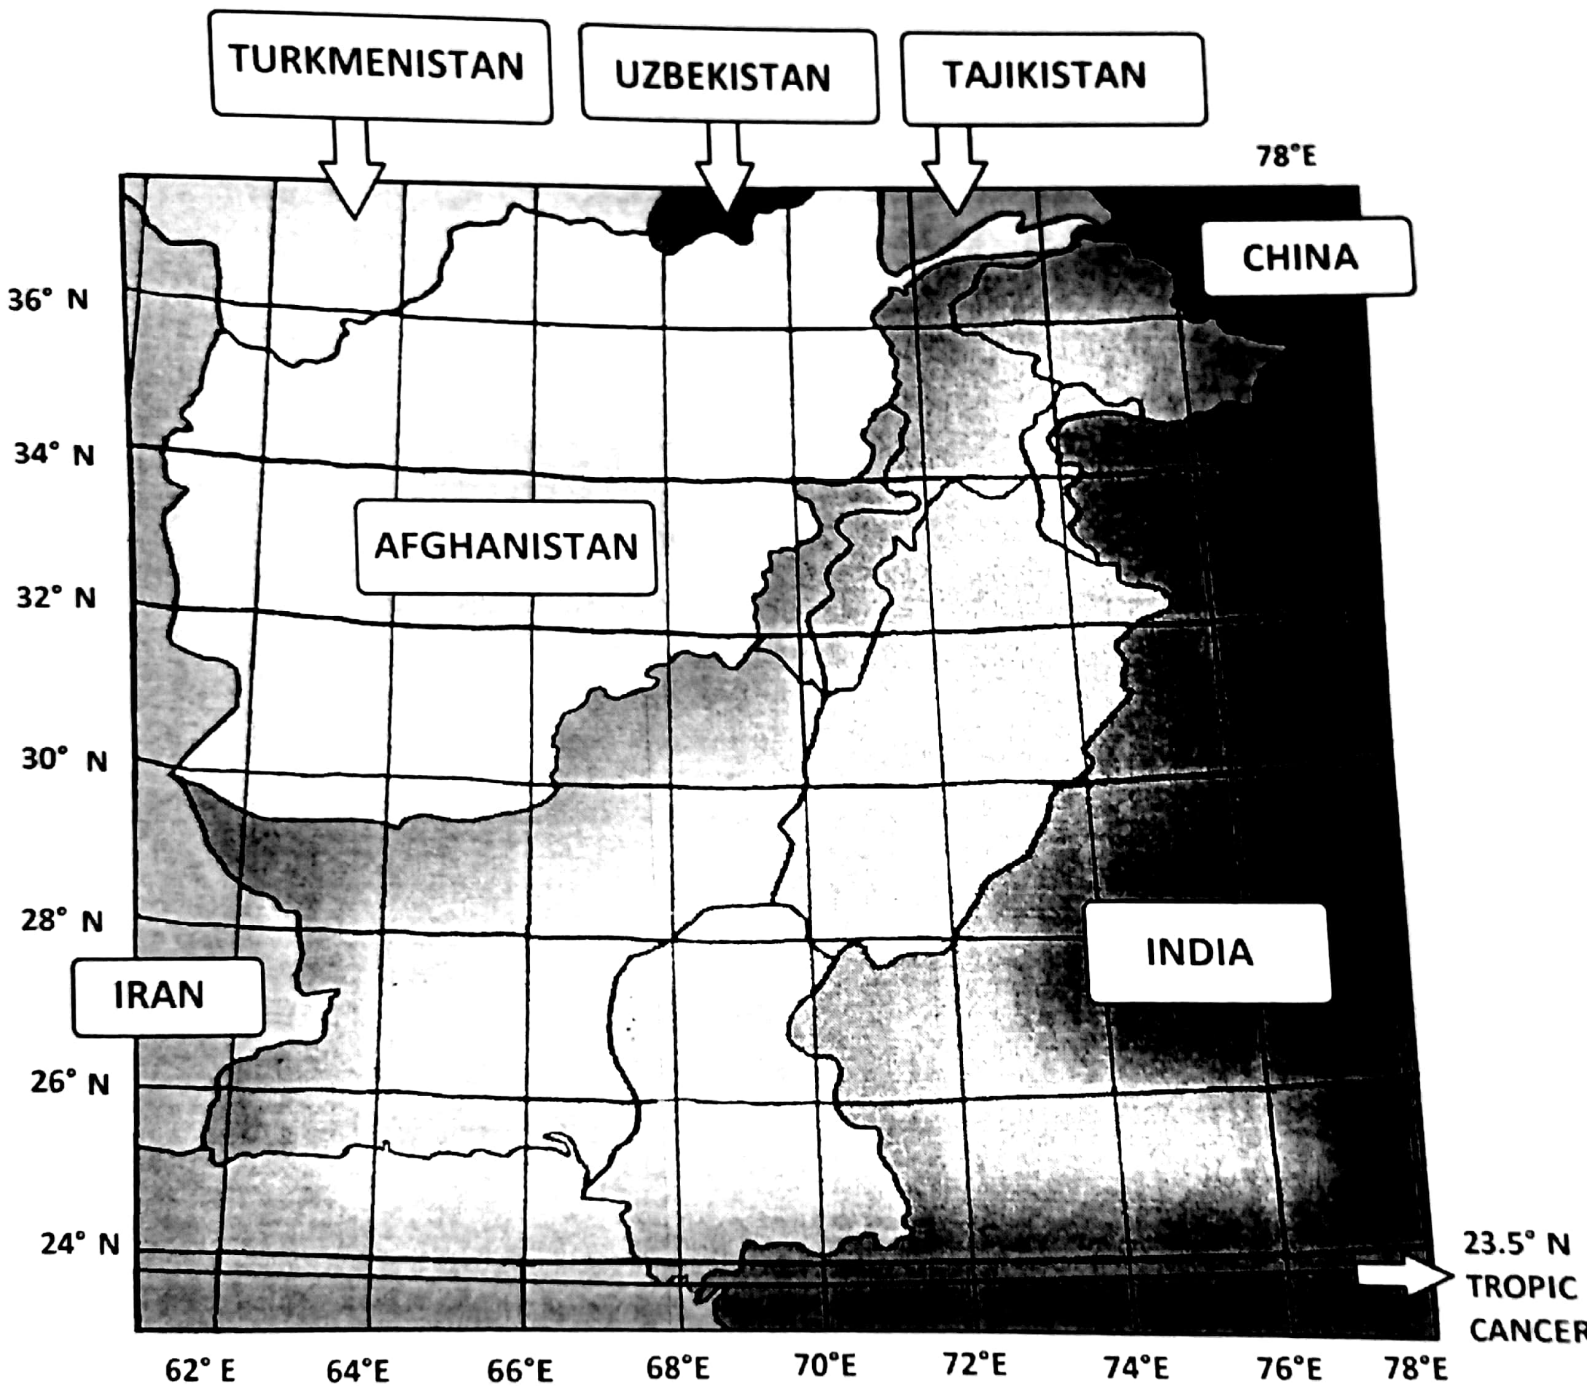 TURKMENISTAN
UZBEKISTAN
TAJIKISTAN
78°E
CHINA
36° N
34° N
AFGHANISTAN
32° N
30° N
28° N
INDIA
IRAN
26° N
24° N
23.5° N
TROPIC
CANCER
62°E
64°E
66°E
68°E
70°E
72°E
74°E
76°E
78°E